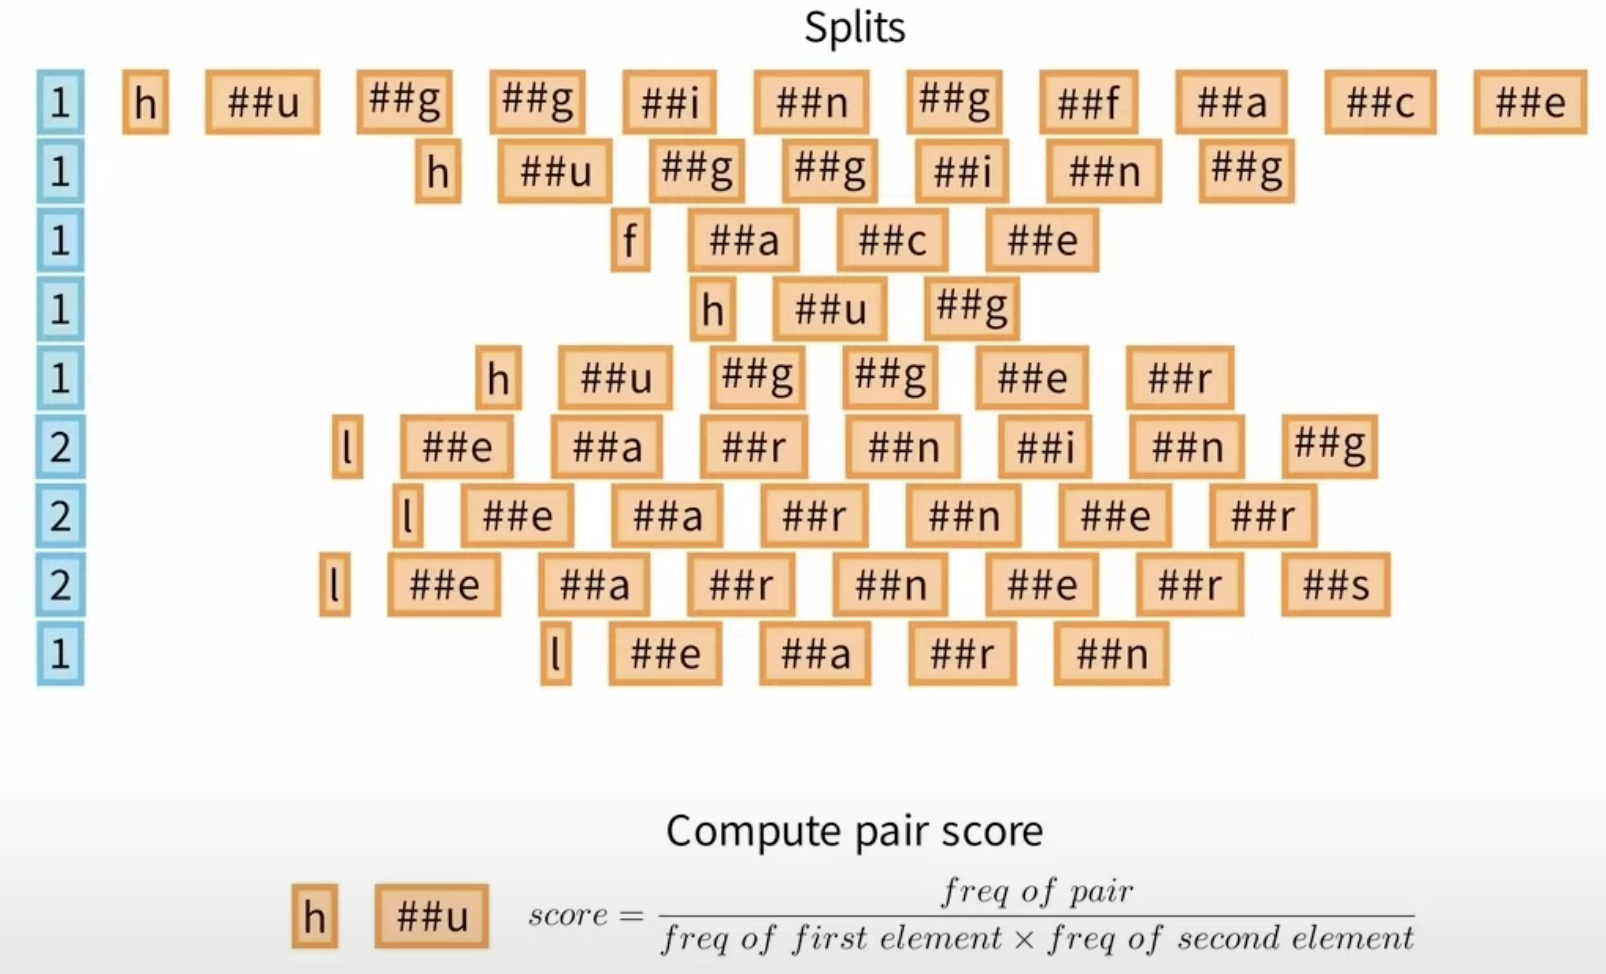 Splits
1 h ##u ##g ##g ##i ##n ##g ##f ##a ##c ##e
1 h ##u ##g ##g ##i ##n ##g
1 f ##a ##c ##e
1 h ##u ##g
1 h ##u ##g ##g ##e ##r
2 l ##e ##a ##r ##n ##i ##n ##g
2 l ##e ##a ##r ##n ##e ##r
2 l ##e ##a ##r ##n ##e ##r ##s
1 l ##e ##a ##r ##n
Compute pair score
freq of pair
h ##u score =
freq of first element × freq of second element